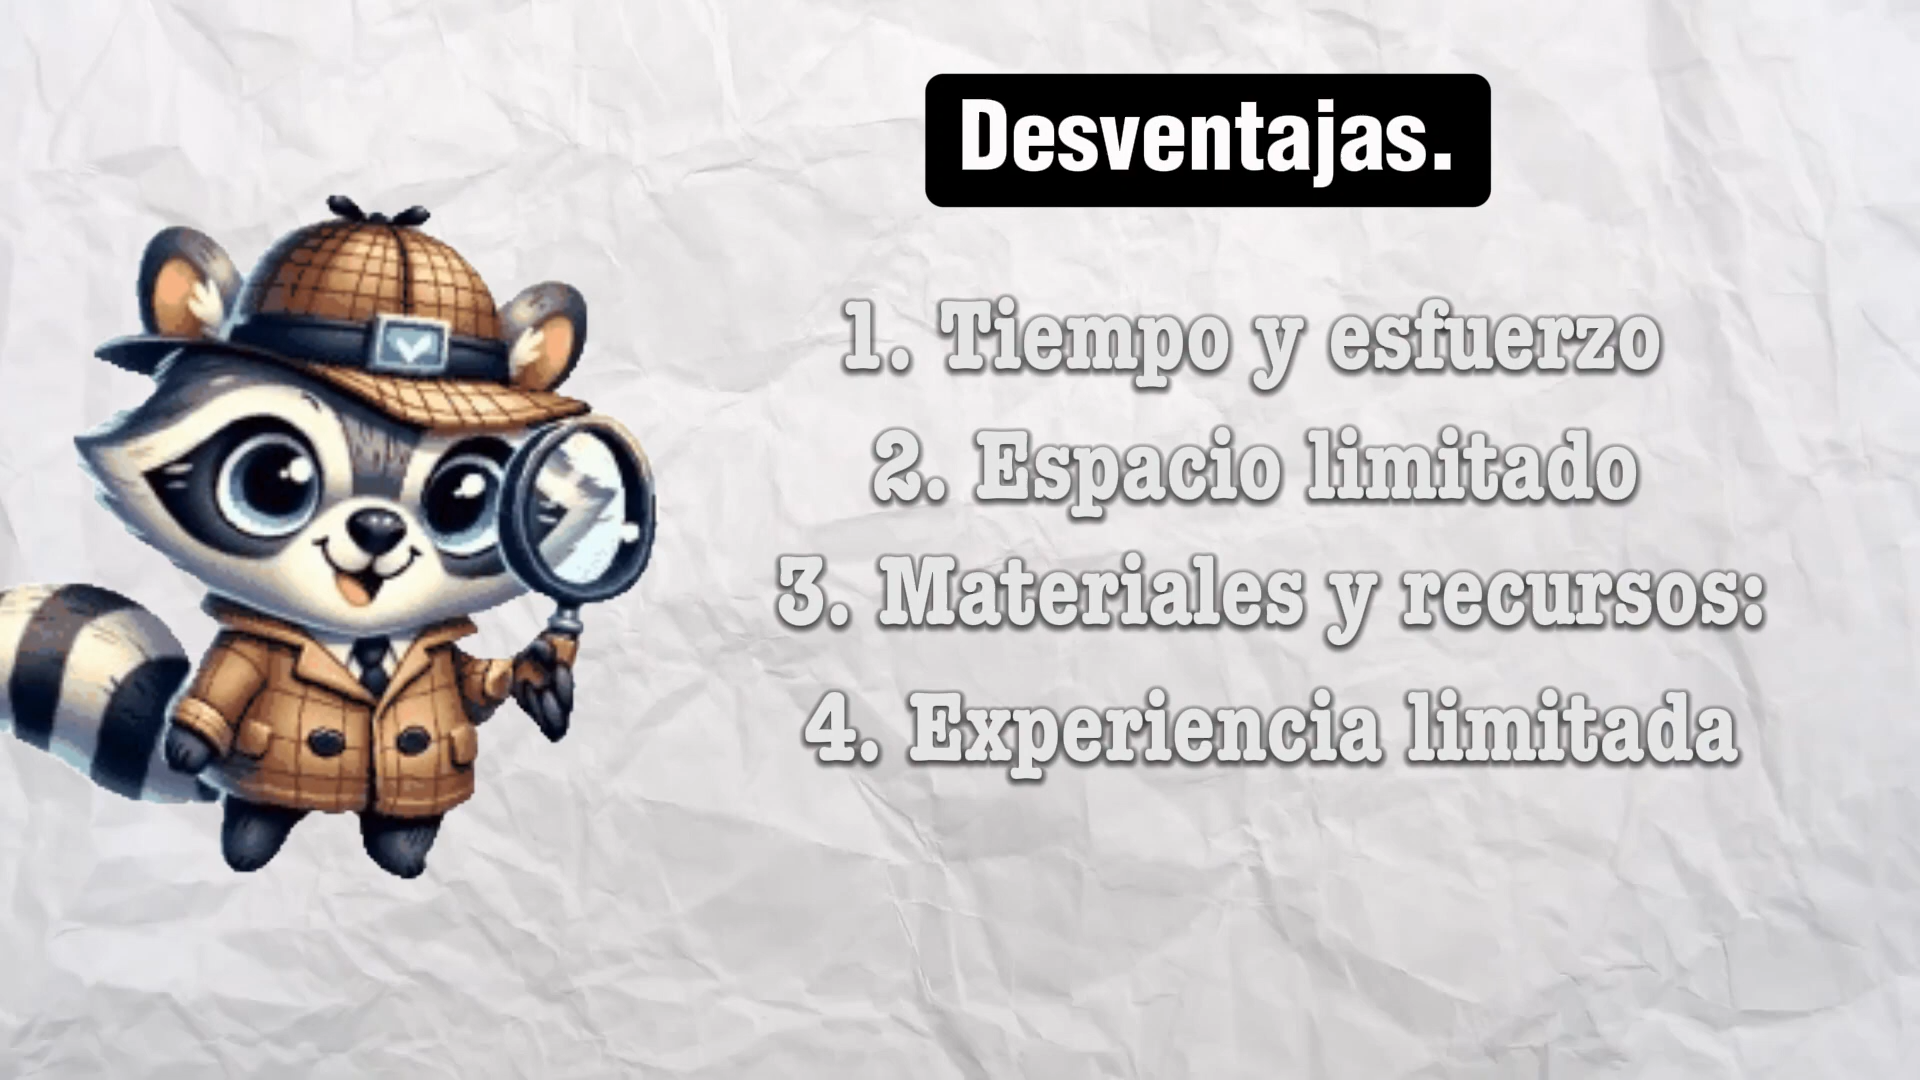 Desventajas.
1. Tiempo y esfuerzo
2. Espacio limitado
3. Materiales y recursos:
4. Experiencia limitada